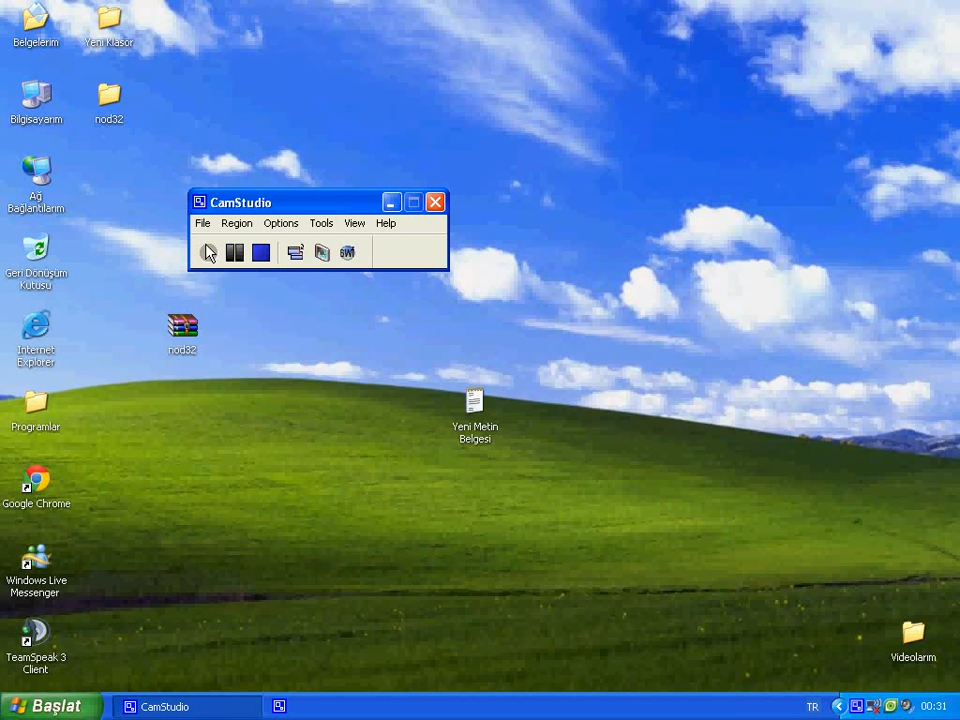 Belgelerim
Yeni Klasör
Bilgisayarım
nod32
Ağ
Bağlantılarım
Geri Dönüşüm
Kutusu
CamStudio
File Region Options Tools View Help
SWF
Internet
Explorer
nod32
Programlar
Yeni Metin
Belgesi
Google Chrome
Windows Live
Messenger
TeamSpeak 3
Client
Videolarım
Başlat
CamStudio
TR
00:31